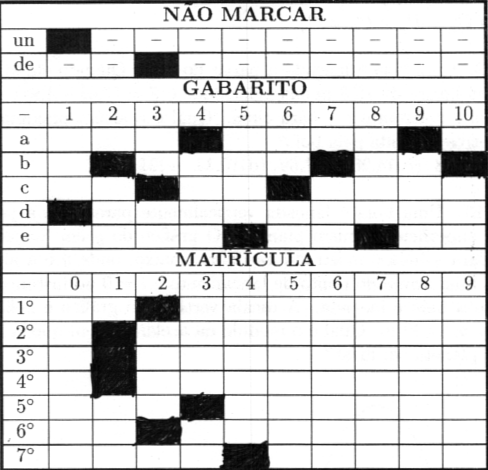 NÃO MARCAR
un – – – – – – – – –
de – – – – – – – – –
GABARITO
– 1 2 3 4 5 6 7 8 9 10
a
b
c
d
e
MATRÍCULA
– 0 1 2 3 4 5 6 7 8 9
1°
2°
3°
4°
5°
6°
7°